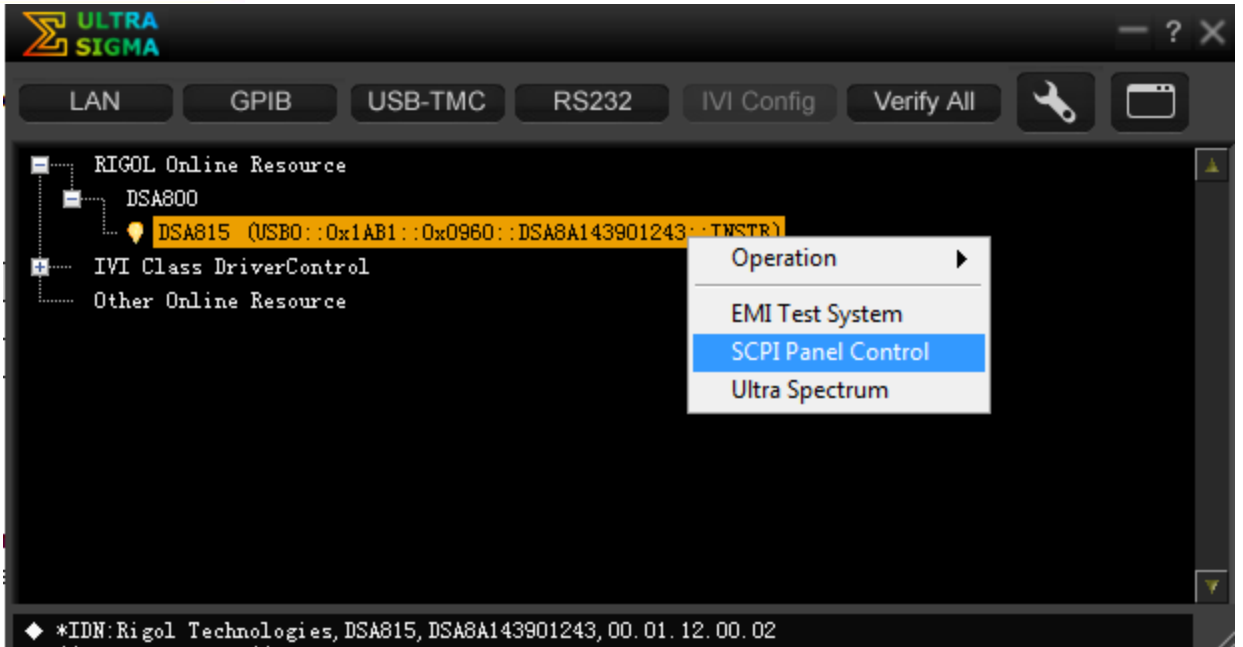 ULTRA
SIGMA
?
LAN GPIB USB-TMC RS232 IVI Config Verify All
RIGOL Online Resource
DSA800
DSA815 (USB0::0x1AB1::0x0960::DSA8A143901243::INSTR)
IVI Class DriverControl
Other Online Resource
Operation
EMI Test System
SCPI Panel Control
Ultra Spectrum
*IDN:Rigol Technologies,DSA815,DSA8A143901243,00.01.12.00.02